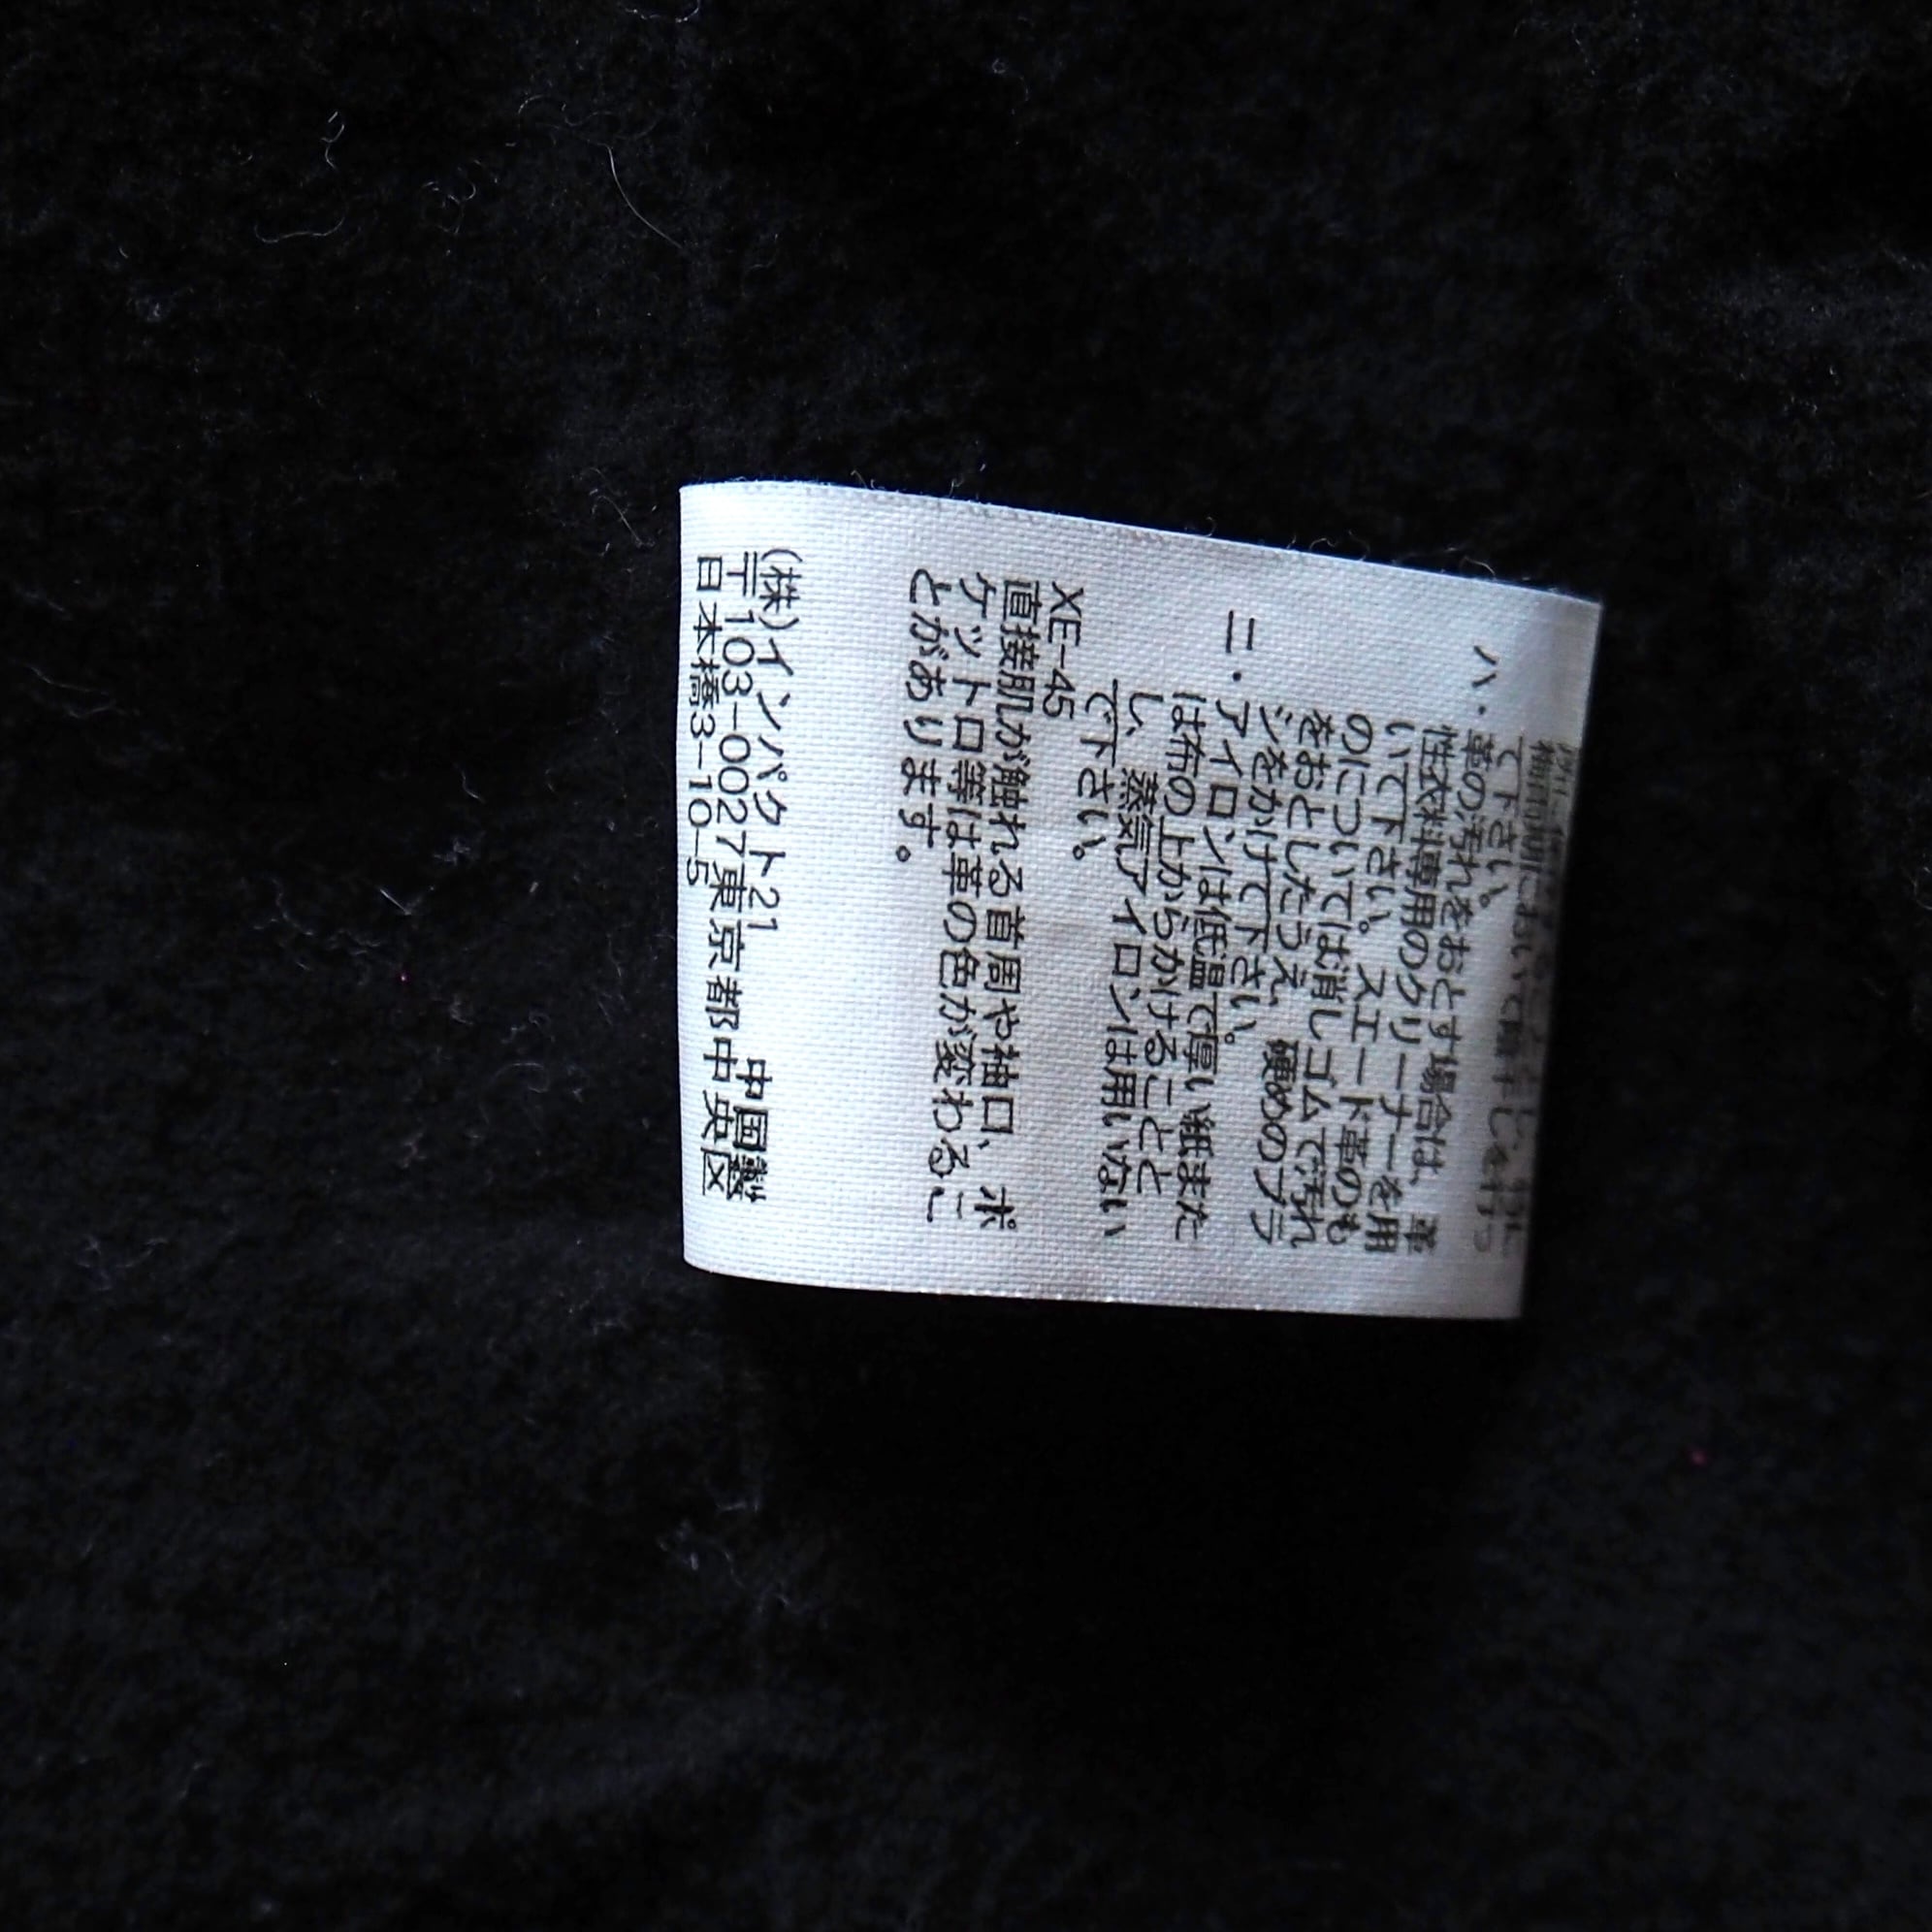 て下さい。
ハ.革の汚れをおとす場合は、革
性衣料専用のクリーナーを用
いて下さい。スエード革のも
のについては消しゴムで汚れ
をおとしたうえ、硬めのブラ
シをかけて下さい。
ニ.アイロンは低温で厚い紙また
は布の上からかけることと
し、蒸気アイロンは用いない
で下さい。
XE-45
直接肌が触れる首周や袖口、ポ
ケット口等は革の色が変わるこ
とがあります。
(株)インパクト21 中国製
〒103-0027東京都中央区
日本橋3-10-5